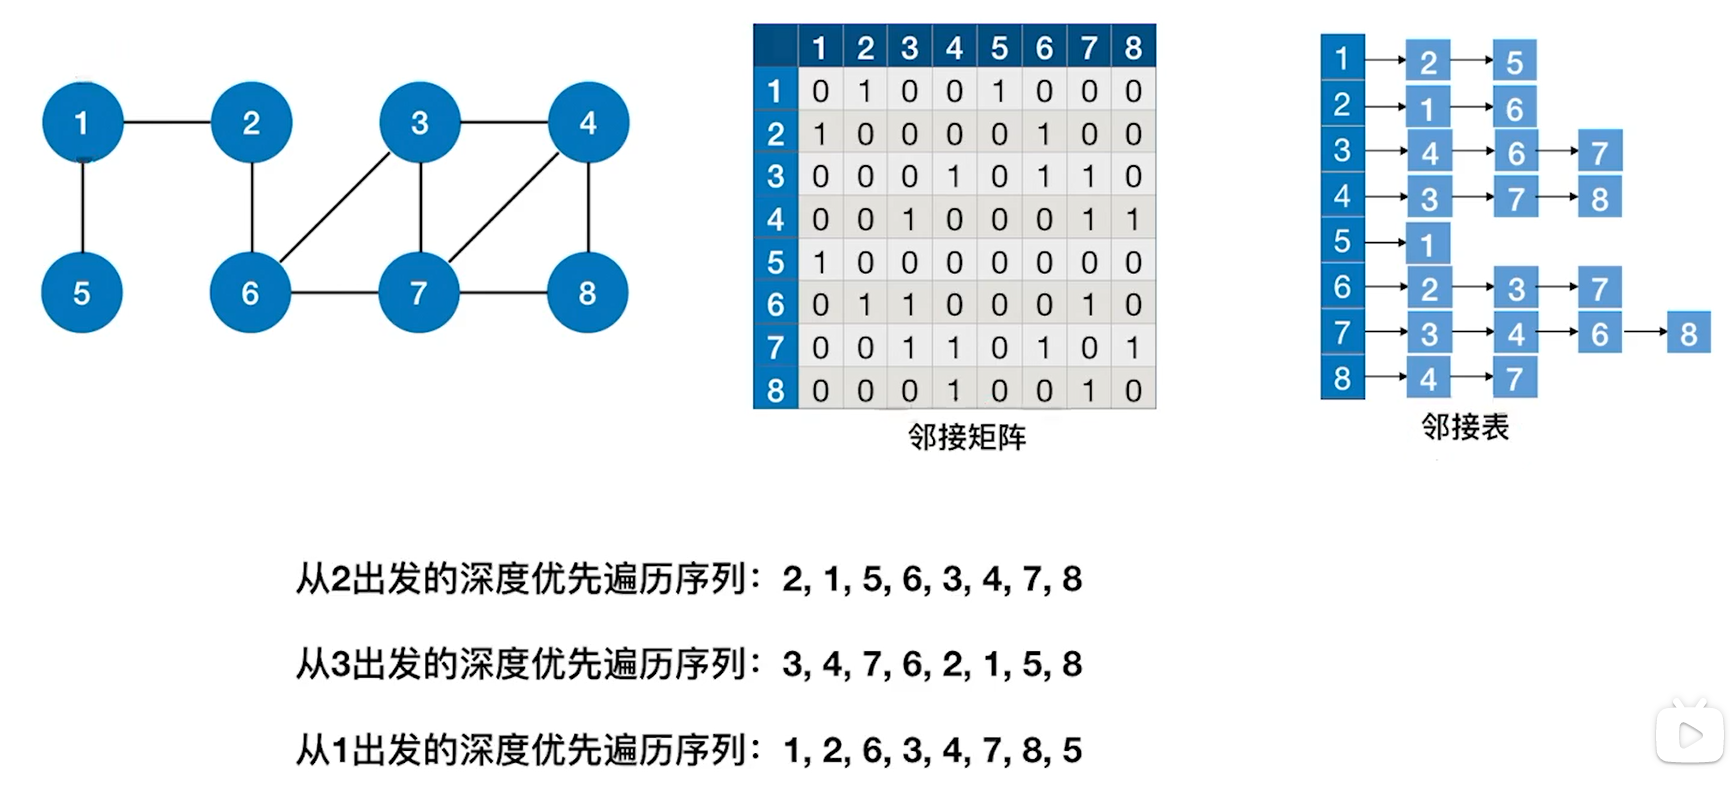 1 2 3 4
5 6 7 8
1 2 3 4 5 6 7 8
1 0 1 0 0 1 0 0 0
2 1 0 0 0 0 1 0 0
3 0 0 0 1 0 1 1 0
4 0 0 1 0 0 0 1 1
5 1 0 0 0 0 0 0 0
6 0 1 1 0 0 0 1 0
7 0 0 1 1 0 1 0 1
8 0 0 0 1 0 0 1 0
邻接矩阵
1 2 5
2 1 6
3 4 6 7
4 3 7 8
5 1
6 2 3 7
7 3 4 6 8
8 4 7
邻接表
从2出发的深度优先遍历序列：2, 1, 5, 6, 3, 4, 7, 8
从3出发的深度优先遍历序列：3, 4, 7, 6, 2, 1, 5, 8
从1出发的深度优先遍历序列：1, 2, 6, 3, 4, 7, 8, 5